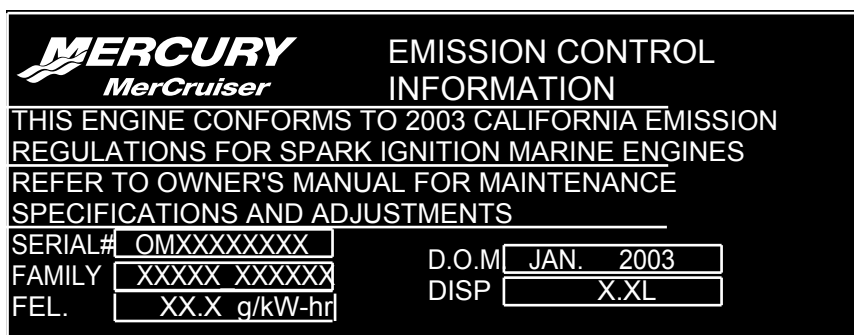 MERCURY
MerCruiser
EMISSION CONTROL
INFORMATION
THIS ENGINE CONFORMS TO 2003 CALIFORNIA EMISSION
REGULATIONS FOR SPARK IGNITION MARINE ENGINES
REFER TO OWNER'S MANUAL FOR MAINTENANCE
SPECIFICATIONS AND ADJUSTMENTS
SERIAL# OMXXXXXXXX
FAMILY XXXXX_XXXXXX
FEL. XX.X g/kW-hr
D.O.M JAN. 2003
DISP X.XL